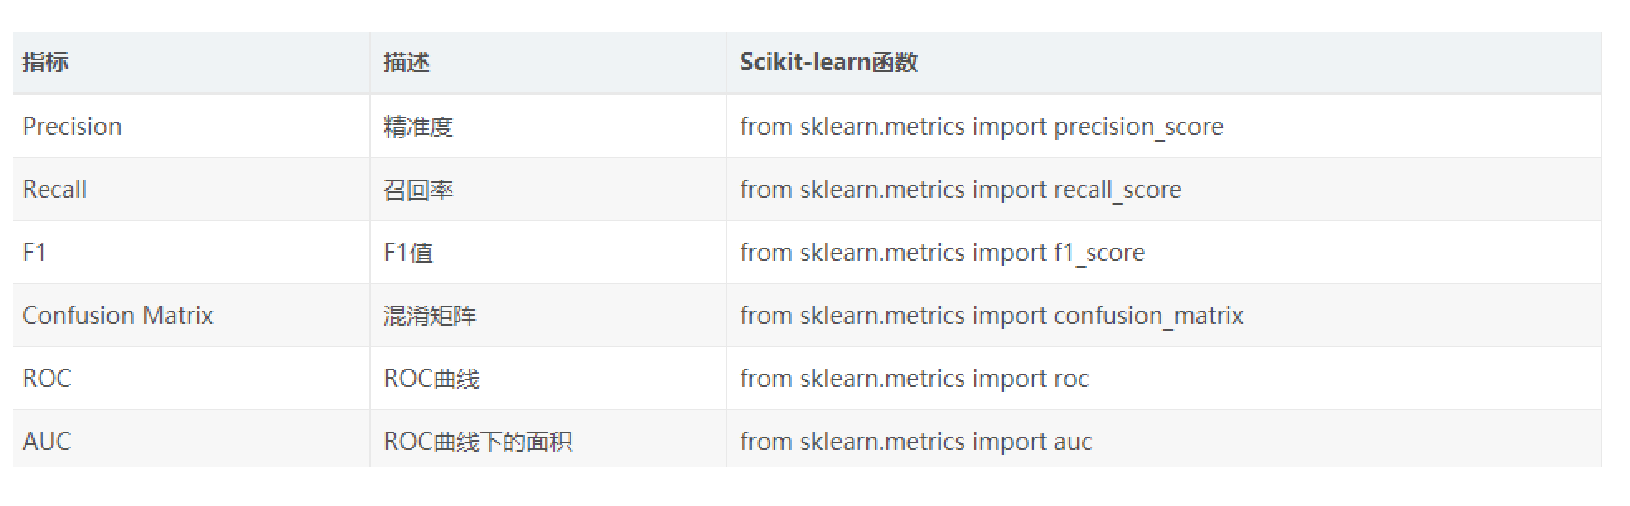 指标 描述 Scikit-learn函数
Precision 精准度 from sklearn.metrics import precision_score
Recall 召回率 from sklearn.metrics import recall_score
F1 F1值 from sklearn.metrics import f1_score
Confusion Matrix 混淆矩阵 from sklearn.metrics import confusion_matrix
ROC ROC曲线 from sklearn.metrics import roc
AUC ROC曲线下的面积 from sklearn.metrics import auc